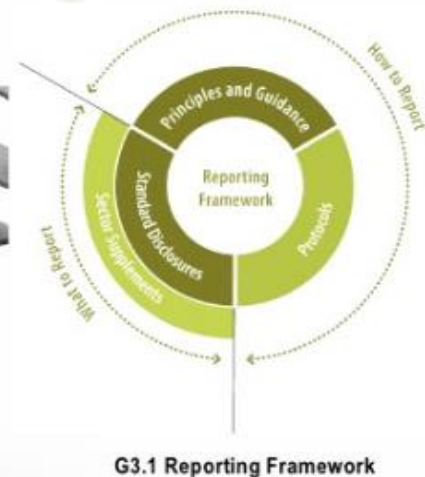 How to Report
Principles and Guidance
Reporting
Framework
Standard Disclosures
Protocols
Sector Supplements
What to Report
G3.1 Reporting Framework